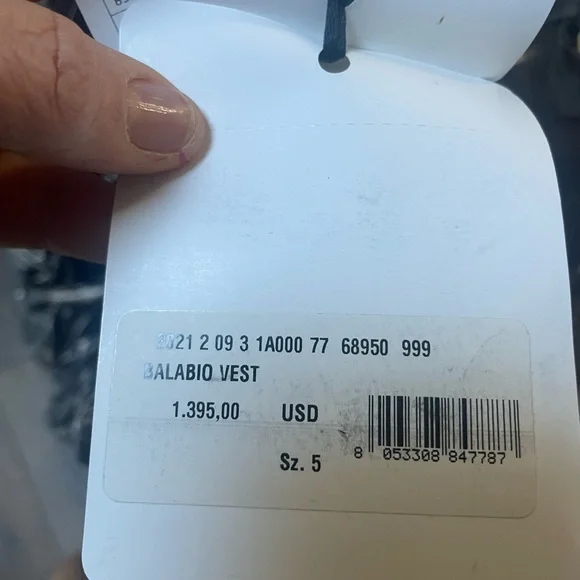 2021 2 09 3 1A000 77 68950 999
BALABIO VEST
1.395,00 USD
Sz. 5
8 053308 847787